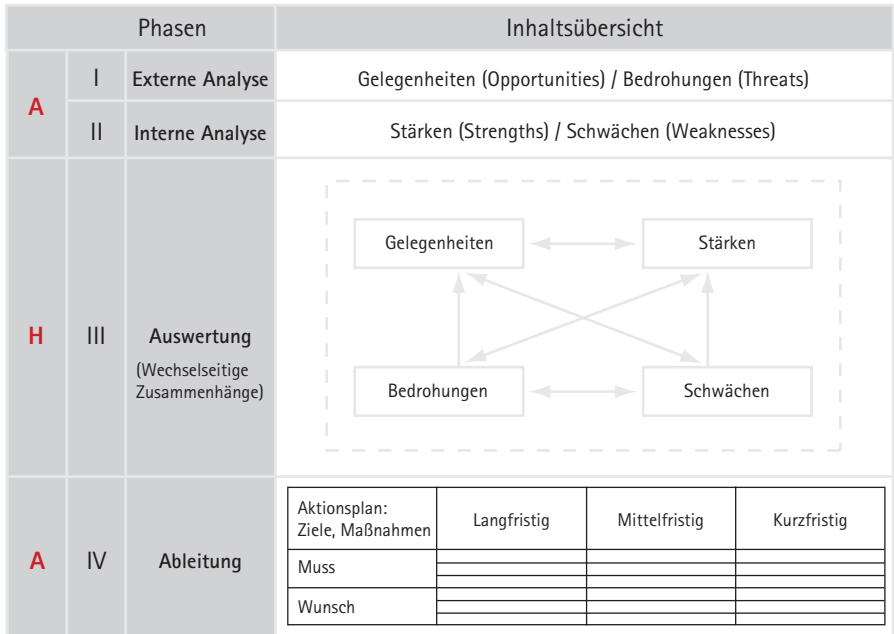 Phasen Inhaltsübersicht
A
I Externe Analyse Gelegenheiten (Opportunities) / Bedrohungen (Threats)
II Interne Analyse Stärken (Strengths) / Schwächen (Weaknesses)
H III Auswertung
(Wechselseitige
Zusammenhänge)
Gelegenheiten Stärken
Bedrohungen Schwächen
A IV Ableitung
Aktionsplan:
Ziele, Maßnahmen
Langfristig Mittelfristig Kurzfristig
Muss
Wunsch